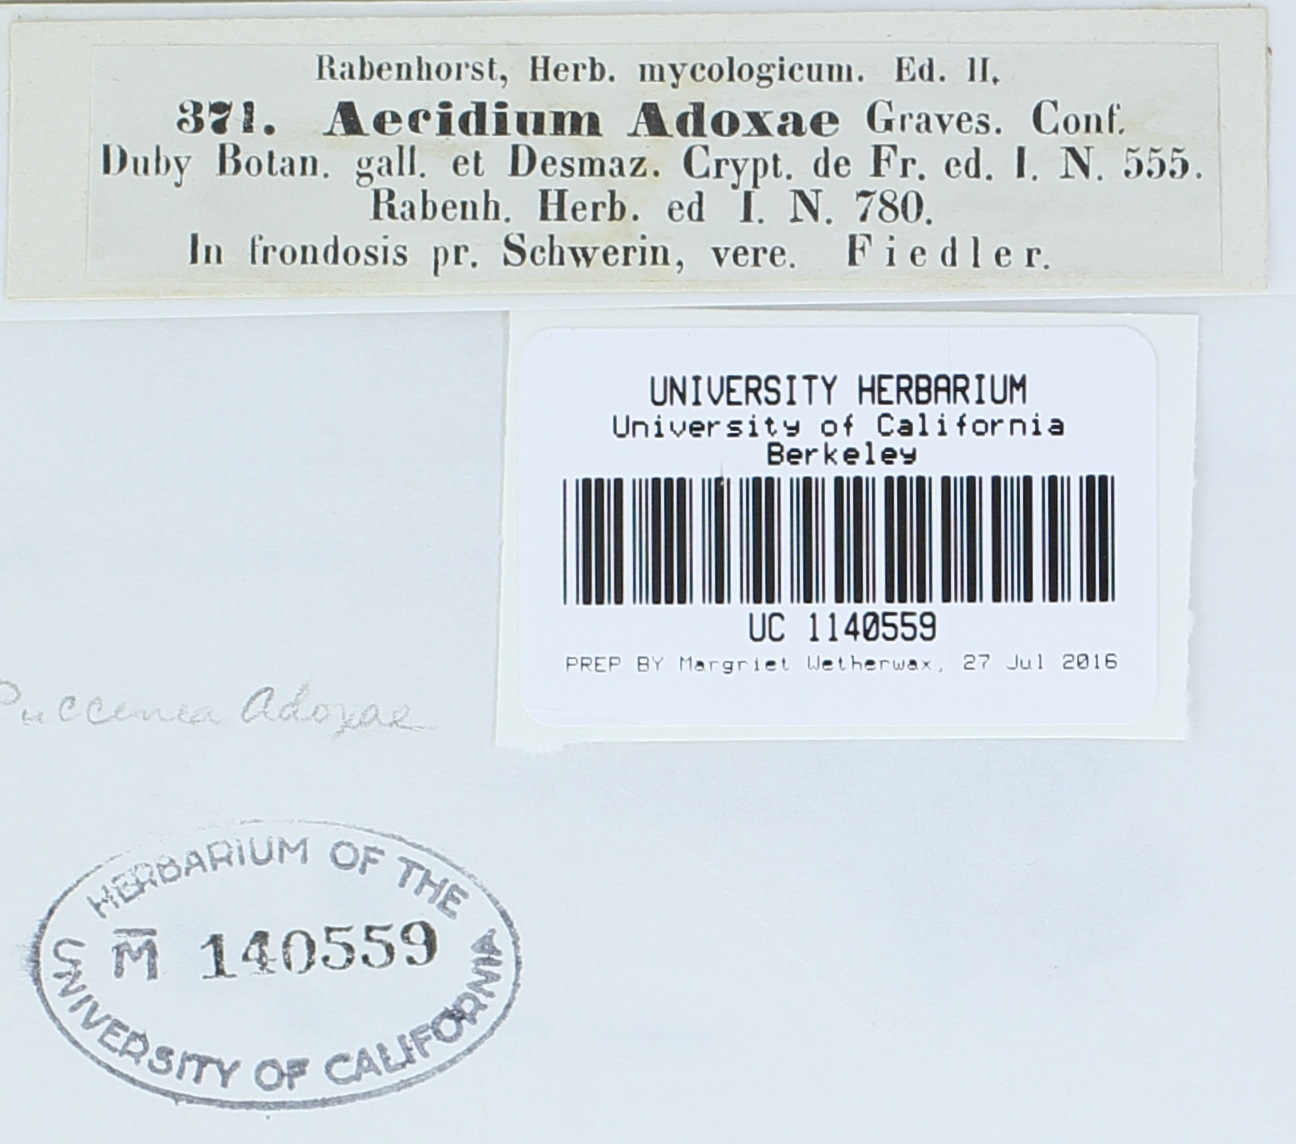 Rabenhorst, Herb. mycologicum. Ed. II.
371. Aecidium Adoxae Graves. Conf.
Duby Botan. gall. et Desmaz. Crypt. de Fr. ed. I. N. 555.
Rabenh. Herb. ed I. N. 780.
In frondosis pr. Schwerin, vere. Fiedler.
UNIVERSITY HERBARIUM
University of California
Berkeley
UC 1140559
PREP BY Margriet Wetherwax, 27 Jul 2016
Puccinia Adoxae
HERBARIUM OF THE
M̅ 140559
UNIVERSITY OF CALIFORNIA